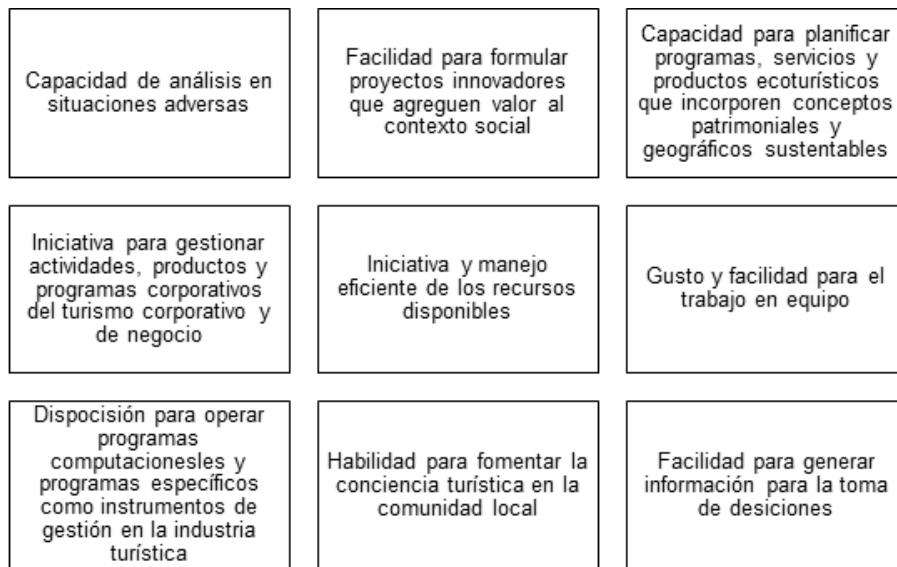 Capacidad de análisis en
situaciones adversas
Facilidad para formular
proyectos innovadores
que agreguen valor al
contexto social
Capacidad para planificar
programas, servicios y
productos ecoturísticos
que incorporen conceptos
patrimoniales y
geográficos sustentables
Iniciativa para gestionar
actividades, productos y
programas corporativos
del turismo corporativo y
de negocio
Iniciativa y manejo
eficiente de los recursos
disponibles
Gusto y facilidad para el
trabajo en equipo
Dispocisión para operar
programas
computacionesles y
programas específicos
como instrumentos de
gestión en la industria
turística
Habilidad para fomentar la
conciencia turística en la
comunidad local
Facilidad para generar
información para la toma
de desiciones